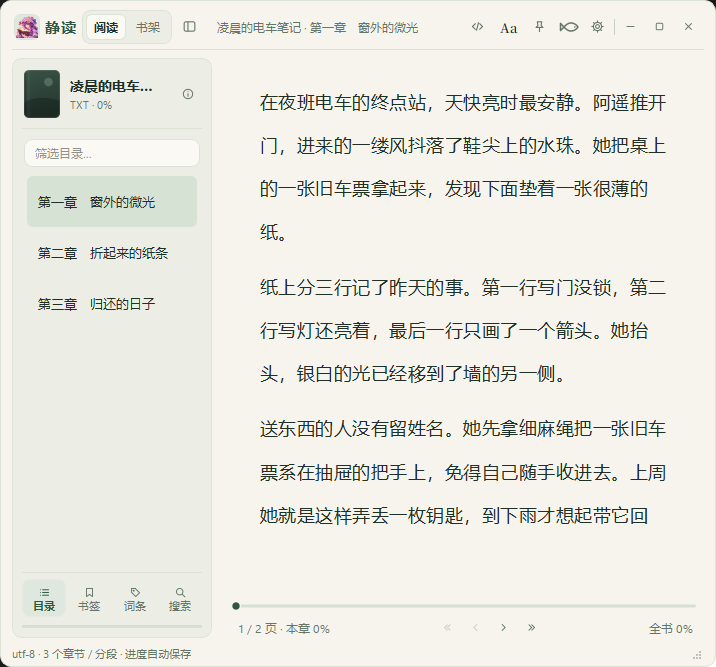 静读 阅读 书架 凌晨的电车笔记 · 第一章 窗外的微光 Aa
凌晨的电车...
TXT · 0%
筛选目录...
第一章 窗外的微光
第二章 折起来的纸条
第三章 归还的日子
目录 书签 词条 搜索
utf-8 · 3 个章节 / 分段 · 进度自动保存
在夜班电车的终点站，天快亮时最安静。阿遥推开
门，进来的一缕风抖落了鞋尖上的水珠。她把桌上
的一张旧车票拿起来，发现下面垫着一张很薄的
纸。
纸上分三行记了昨天的事。第一行写门没锁，第二
行写灯还亮着，最后一行只画了一个箭头。她抬
头，银白的光已经移到了墙的另一侧。
送东西的人没有留姓名。她先拿细麻绳把一张旧车
票系在抽屉的把手上，免得自己随手收进去。上周
她就是这样弄丢一枚钥匙，到下雨才想起带它回
1 / 2 页 · 本章 0% 全书 0%